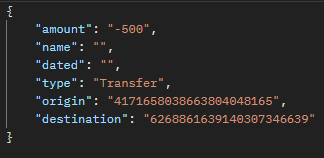 {
"amount": "-500",
"name": "",
"dated": "",
"type": "Transfer",
"origin": "4171658038663804048165",
"destination": "6268861639140307346639"
}